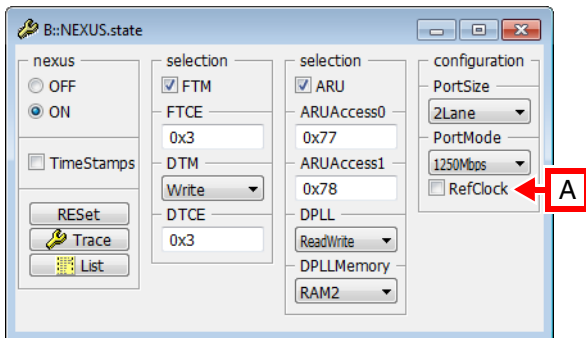 B::NEXUS.state
nexus
OFF
ON
TimeStamps
RESet
Trace
List
selection
FTM
FTCE
0x3
DTM
Write
DTCE
0x3
selection
ARU
ARUAccess0
0x77
ARUAccess1
0x78
DPLL
ReadWrite
DPLLMemory
RAM2
configuration
PortSize
2Lane
PortMode
1250Mbps
RefClock
A